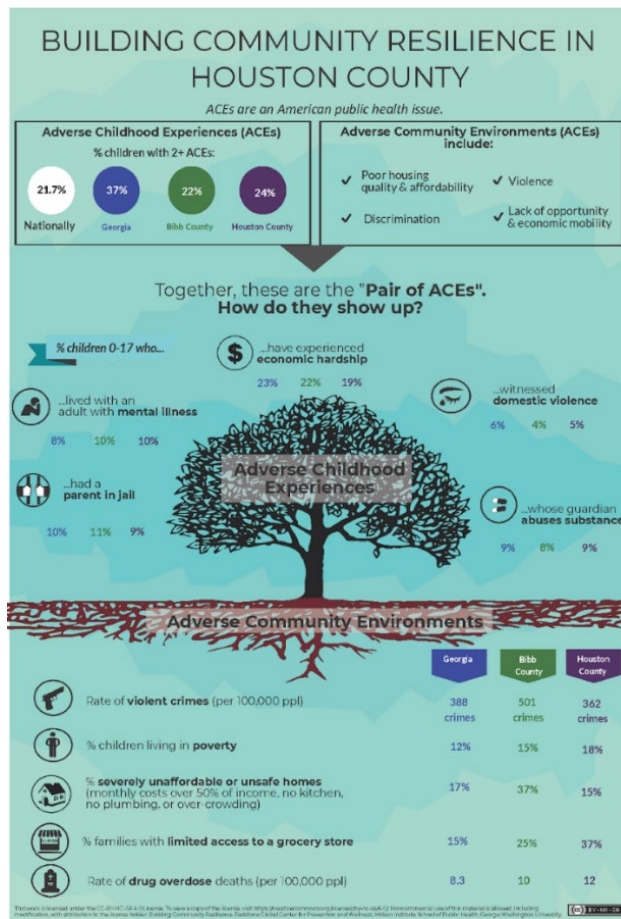 BUILDING COMMUNITY RESILIENCE IN
HOUSTON COUNTY
ACEs are an American public health issue.
Adverse Childhood Experiences (ACEs)
% children with 2+ ACEs:
21.7%
37%
22%
24%
Nationally
Georgia
Bibb County
Houston County
Adverse Community Environments (ACEs)
include:
✓ Poor housing
quality & affordability
✓ Violence
✓ Discrimination
✓ Lack of opportunity
& economic mobility
Together, these are the "Pair of ACEs".
How do they show up?
% children 0-17 who...
...have experienced
economic hardship
23% 22% 19%
...lived with an
adult with mental illness
8% 10% 10%
...witnessed
domestic violence
6% 4% 5%
...had a
parent in jail
10% 11% 9%
...whose guardian
abuses substance
9% 8% 9%
Adverse Childhood
Experiences
Adverse Community Environments
Georgia
Bibb
County
Houston
County
Rate of violent crimes (per 100,000 ppl)
388
crimes
501
crimes
362
crimes
% children living in poverty
12% 15% 18%
% severely unaffordable or unsafe homes
(monthly costs over 50% of income, no kitchen,
no plumbing, or over-crowding)
17% 37% 15%
% families with limited access to a grocery store
15% 25% 37%
Rate of drug overdose deaths (per 100,000 ppl)
8.3 10 12